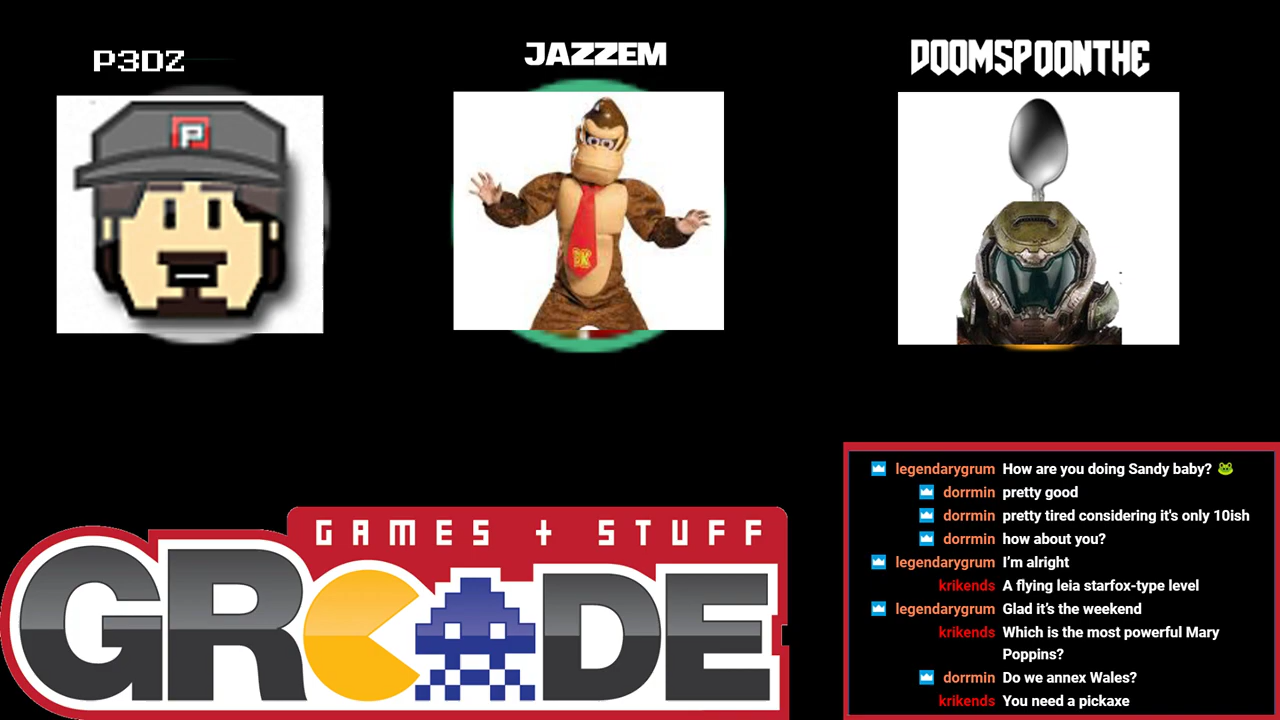 P3DZ
JAZZEM
DOOMSPOONTHE
P
DK
GAMES + STUFF
GRCADE
legendarygrum How are you doing Sandy baby? 🐸
dorrmin pretty good
dorrmin pretty tired considering it's only 10ish
dorrmin how about you?
legendarygrum I’m alright
krikends A flying leia starfox-type level
legendarygrum Glad it’s the weekend
krikends Which is the most powerful Mary
Poppins?
dorrmin Do we annex Wales?
krikends You need a pickaxe